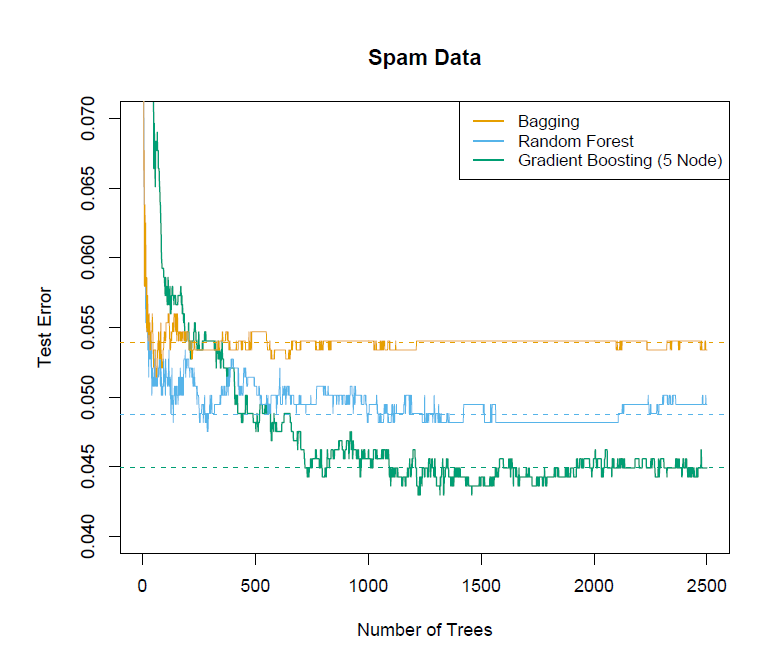 Spam Data
Bagging
Random Forest
Gradient Boosting (5 Node)
Test Error
0.070
0.065
0.060
0.055
0.050
0.045
0.040
0
500
1000
1500
2000
2500
Number of Trees